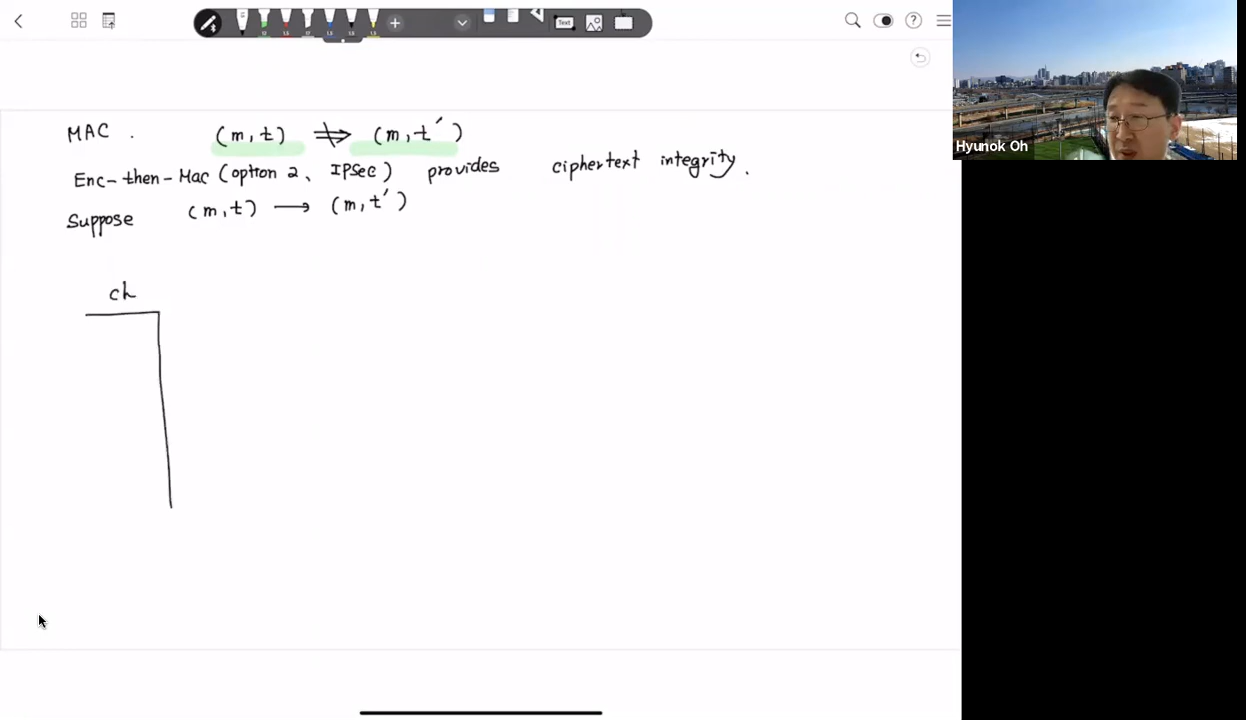 Text
Hyunok Oh
MAC . (m,t) ⇏ (m,t′)
Enc-then-Mac (option 2, IPSec) provides ciphertext integrity.
Suppose (m,t) → (m,t′)
ch